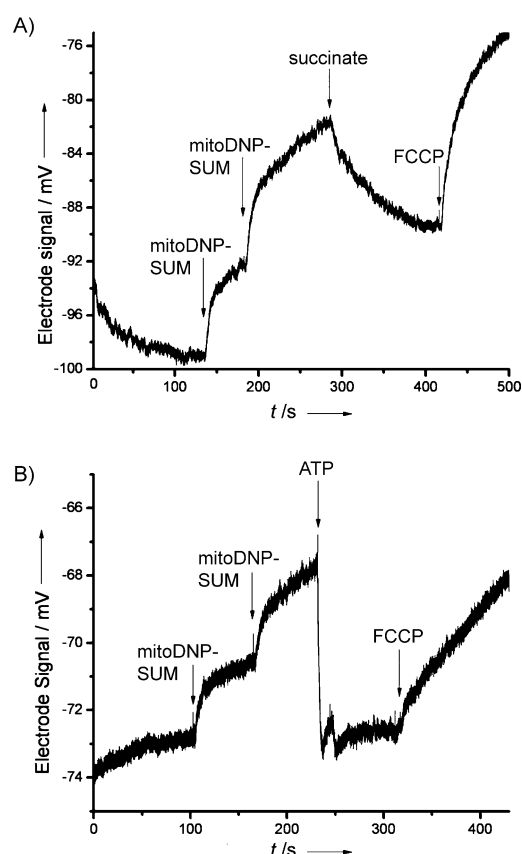 A)
-76
succinate
-81
mitoDNP-
SUM
-84
FCCP
-88
mitoDNP-
SUM
-92
-96
-100
Electrode signal / mV
0
100
200
300
400
500
t /s
B)
ATP
-66
mitoDNP-
SUM
-68
mitoDNP-
SUM
FCCP
-70
-72
-74
Electrode Signal / mV
0
100
200
300
400
t /s